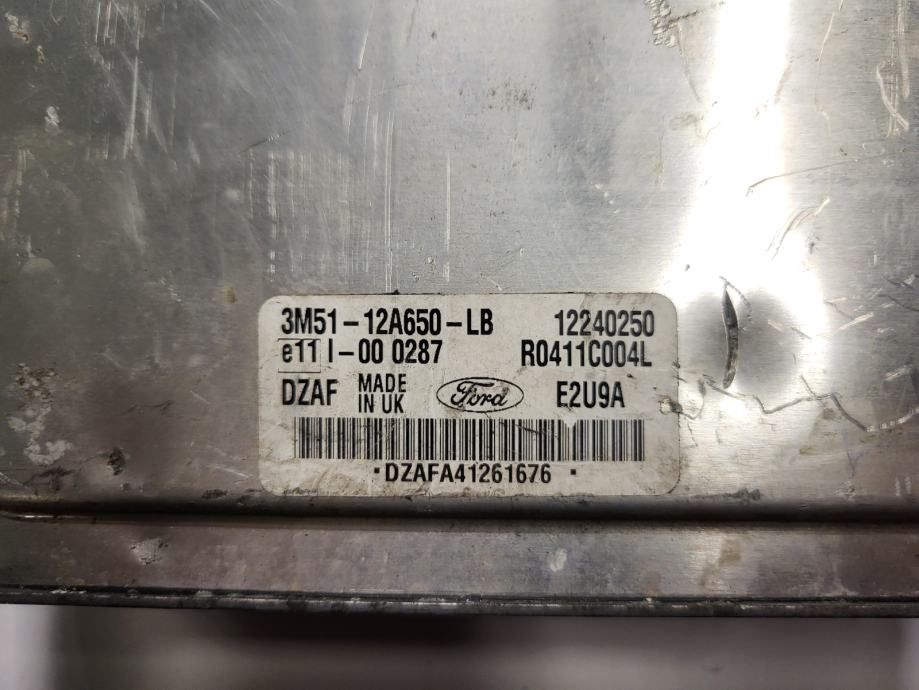 3M51-12A650-LB 12240250
e11 I-00 0287 R0411C004L
DZAF MADE IN UK Ford E2U9A
·DZAFA41261676·